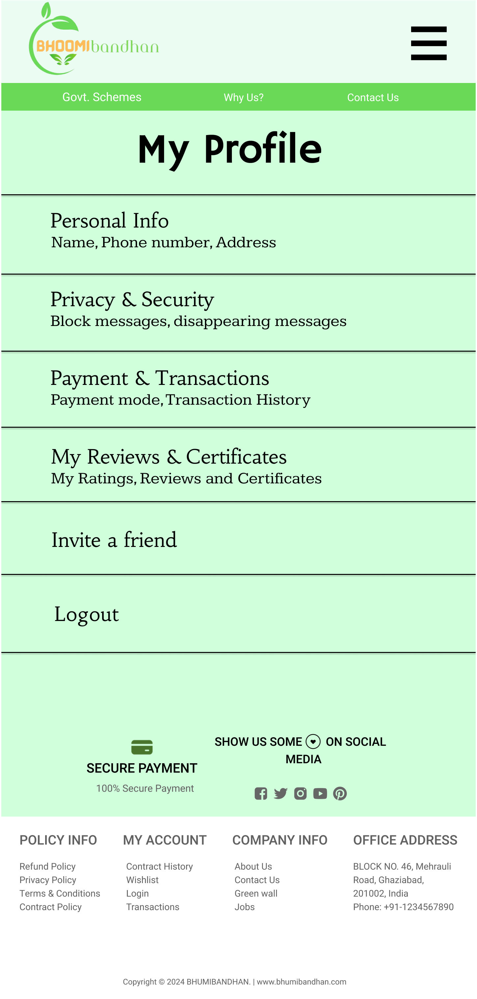 BHOOMIbandhan
Govt. Schemes Why Us? Contact Us
My Profile
Personal Info
Name, Phone number, Address
Privacy & Security
Block messages, disappearing messages
Payment & Transactions
Payment mode, Transaction History
My Reviews & Certificates
My Ratings, Reviews and Certificates
Invite a friend
Logout
SECURE PAYMENT
100% Secure Payment
SHOW US SOME ON SOCIAL
MEDIA
POLICY INFO
Refund Policy
Privacy Policy
Terms & Conditions
Contract Policy
MY ACCOUNT
Contract History
Wishlist
Login
Transactions
COMPANY INFO
About Us
Contact Us
Green wall
Jobs
OFFICE ADDRESS
BLOCK NO. 46, Mehrauli
Road, Ghaziabad,
201002, India
Phone: +91-1234567890
Copyright © 2024 BHUMIBANDHAN. | www.bhumibandhan.com